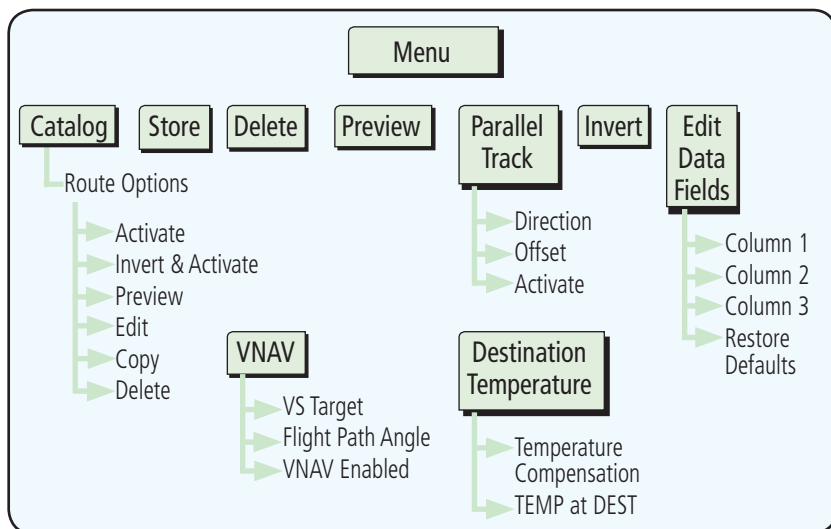 Menu
Catalog
Store
Delete
Preview
Parallel
Track
Invert
Edit
Data
Fields
Route Options
Activate
Invert & Activate
Preview
Edit
Copy
Delete
Direction
Offset
Activate
Column 1
Column 2
Column 3
Restore
Defaults
VNAV
VS Target
Flight Path Angle
VNAV Enabled
Destination
Temperature
Temperature
Compensation
TEMP at DEST